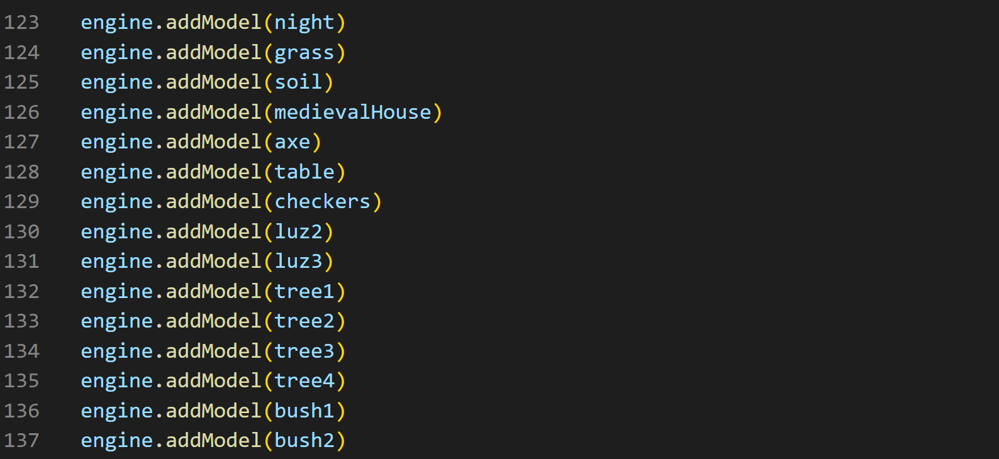 123 engine.addModel(night)
124 engine.addModel(grass)
125 engine.addModel(soil)
126 engine.addModel(medievalHouse)
127 engine.addModel(axe)
128 engine.addModel(table)
129 engine.addModel(checkers)
130 engine.addModel(luz2)
131 engine.addModel(luz3)
132 engine.addModel(tree1)
133 engine.addModel(tree2)
134 engine.addModel(tree3)
135 engine.addModel(tree4)
136 engine.addModel(bush1)
137 engine.addModel(bush2)